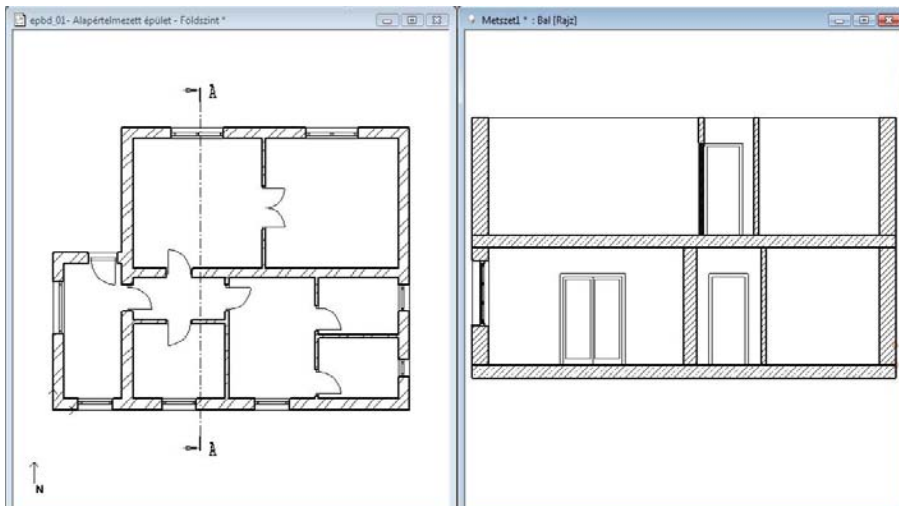 epbd_01- Alapértelmezett épület - Földszint *
Metszet1 * : Bal [Rajz]
A
A
N